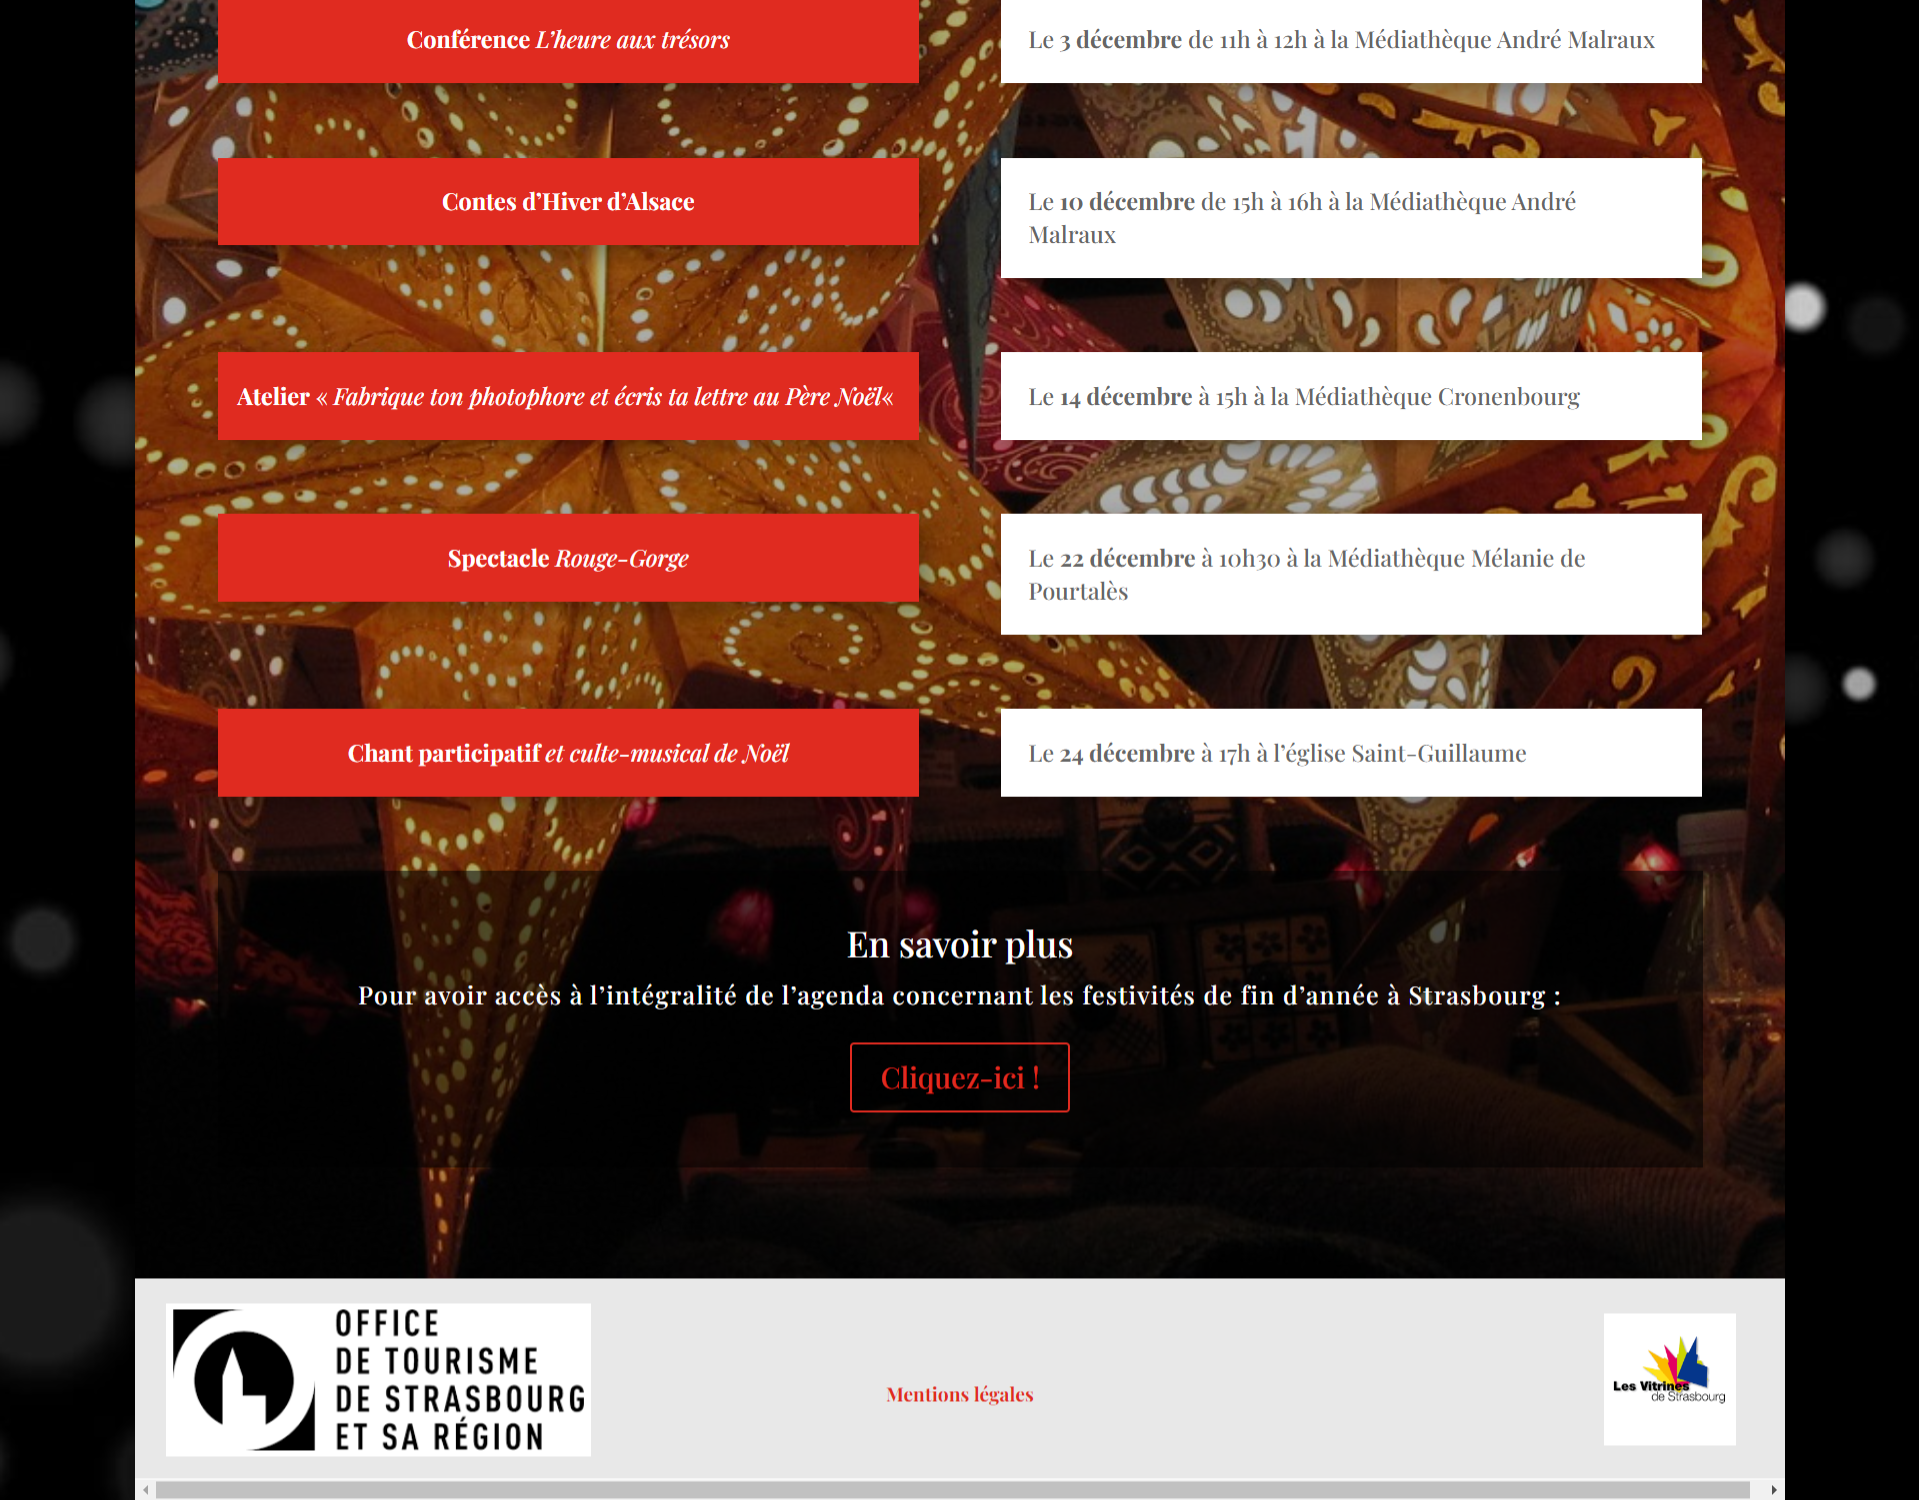 Conférence L’heure aux trésors
Le 3 décembre de 11h à 12h à la Médiathèque André Malraux
Contes d’Hiver d’Alsace
Le 10 décembre de 15h à 16h à la Médiathèque André
Malraux
Atelier « Fabrique ton photophore et écris ta lettre au Père Noël«
Le 14 décembre à 15h à la Médiathèque Cronenbourg
Spectacle Rouge-Gorge
Le 22 décembre à 10h30 à la Médiathèque Mélanie de
Pourtalès
Chant participatif et culte-musical de Noël
Le 24 décembre à 17h à l’église Saint-Guillaume
En savoir plus
Pour avoir accès à l’intégralité de l’agenda concernant les festivités de fin d’année à Strasbourg :
Cliquez-ici !
OFFICE
DE TOURISME
DE STRASBOURG
ET SA RÉGION
Mentions légales
Les Vitrines
de Strasbourg